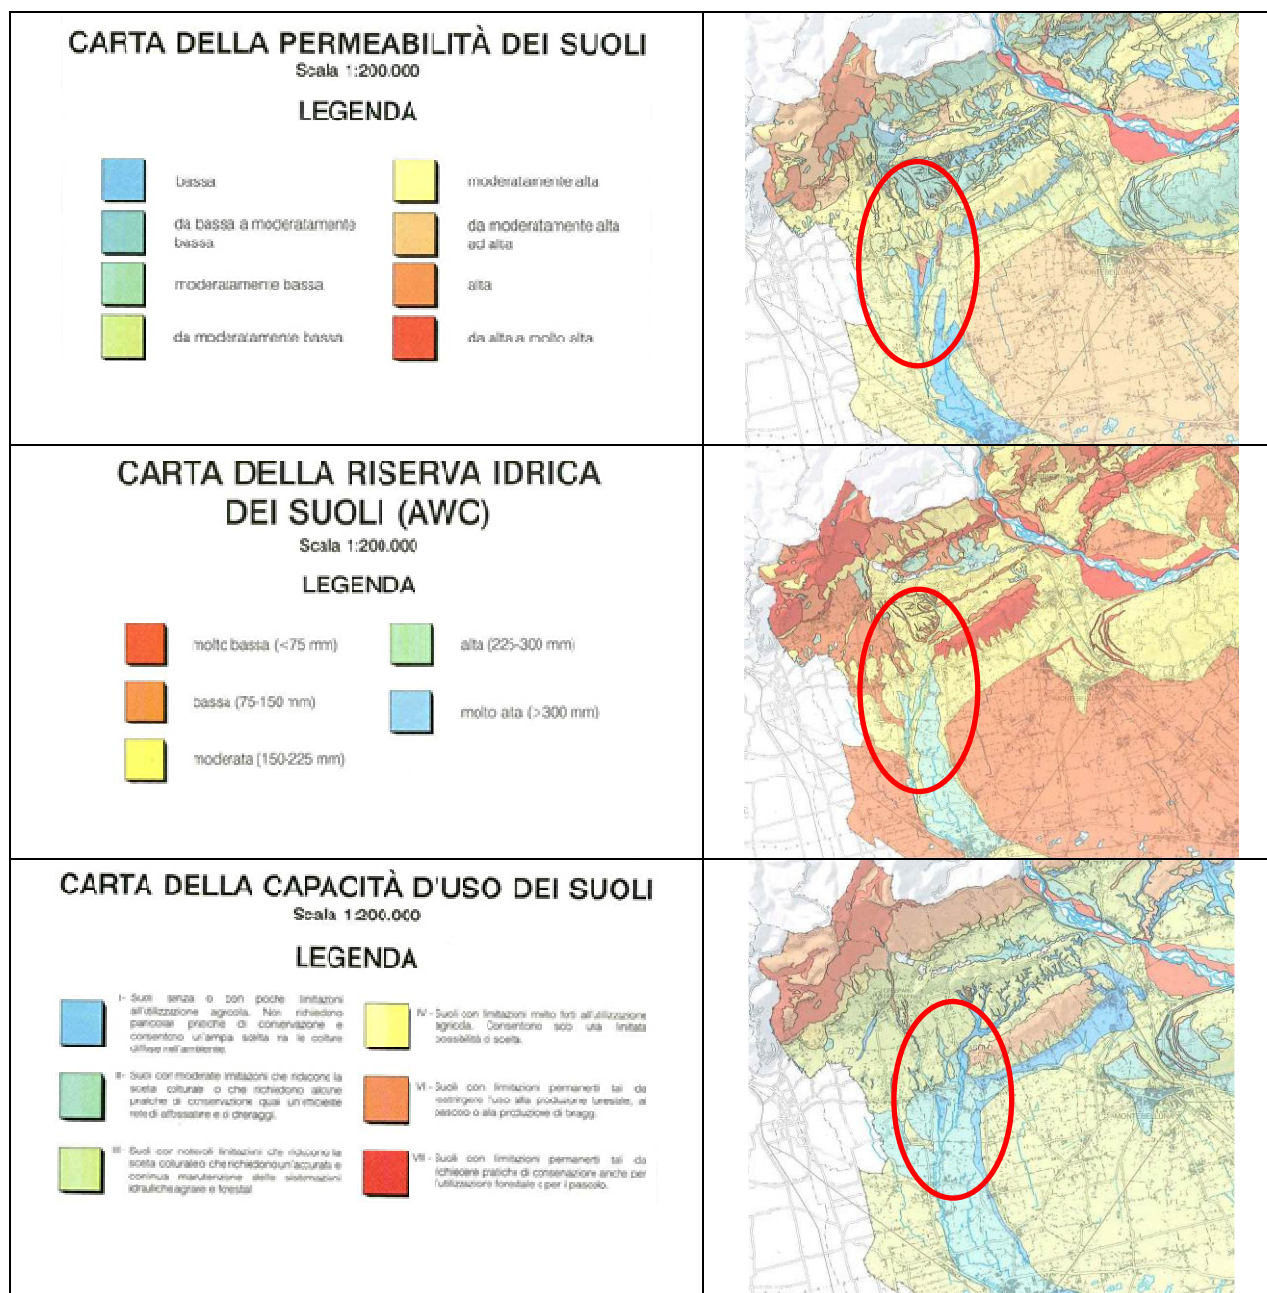 CARTA DELLA PERMEABILITÀ DEI SUOLI
Scala 1:200.000
LEGENDA
bassa
da bassa a moderatamente
bassa
moderatamente bassa
da moderatamente bassa
moderatamente alta
da moderatamente alta
ad alta
alta
da alta a molto alta
MONTEBELLUNA
CARTA DELLA RISERVA IDRICA
DEI SUOLI (AWC)
Scala 1:200.000
LEGENDA
molto bassa (<75 mm)
bassa (75-150 mm)
moderata (150-225 mm)
alta (225-300 mm)
molto alta (>300 mm)
CARTA DELLA CAPACITÀ D'USO DEI SUOLI
Scala 1:200.000
LEGENDA
I - Suoli senza o con poche limitazioni
all'utilizzazione agricola. Non richiedono
particolari pratiche di conservazione e
consentono un'ampia scelta tra le colture
diffuse nell'ambiente.
II - Suoli con moderate limitazioni che riducono la
scelta colturale o che richiedono alcune
pratiche di conservazione quali un'efficiente
rete di affossature e di drenaggi.
III - Suoli con notevoli limitazioni che riducono la
scelta colturale o che richiedono un'accurata e
continua manutenzione delle sistemazioni
idrauliche agrarie e forestali.
IV - Suoli con limitazioni molto forti all'utilizzazione
agricola. Consentono solo una limitata
possibilità di scelta.
VI - Suoli con limitazioni permanenti tali da
restringere l'uso alla produzione forestale, al
pascolo o alla produzione di foraggi.
VII - Suoli con limitazioni permanenti tali da
richiedere pratiche di conservazione anche per
l'utilizzazione forestale o per il pascolo.